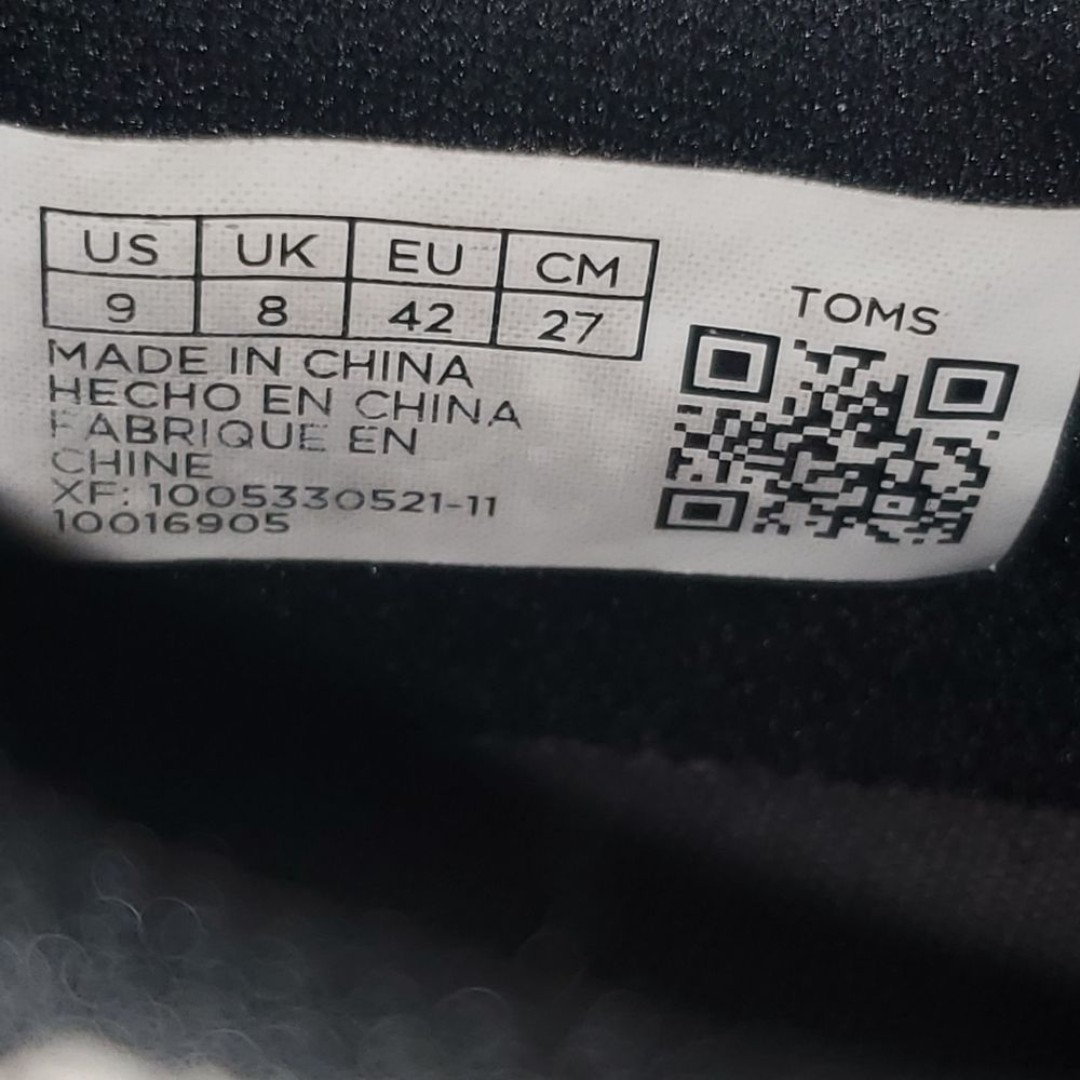 US UK EU CM
9 8 42 27
MADE IN CHINA
HECHO EN CHINA
FABRIQUE EN
CHINE
XF: 1005330521-11
10016905
TOMS